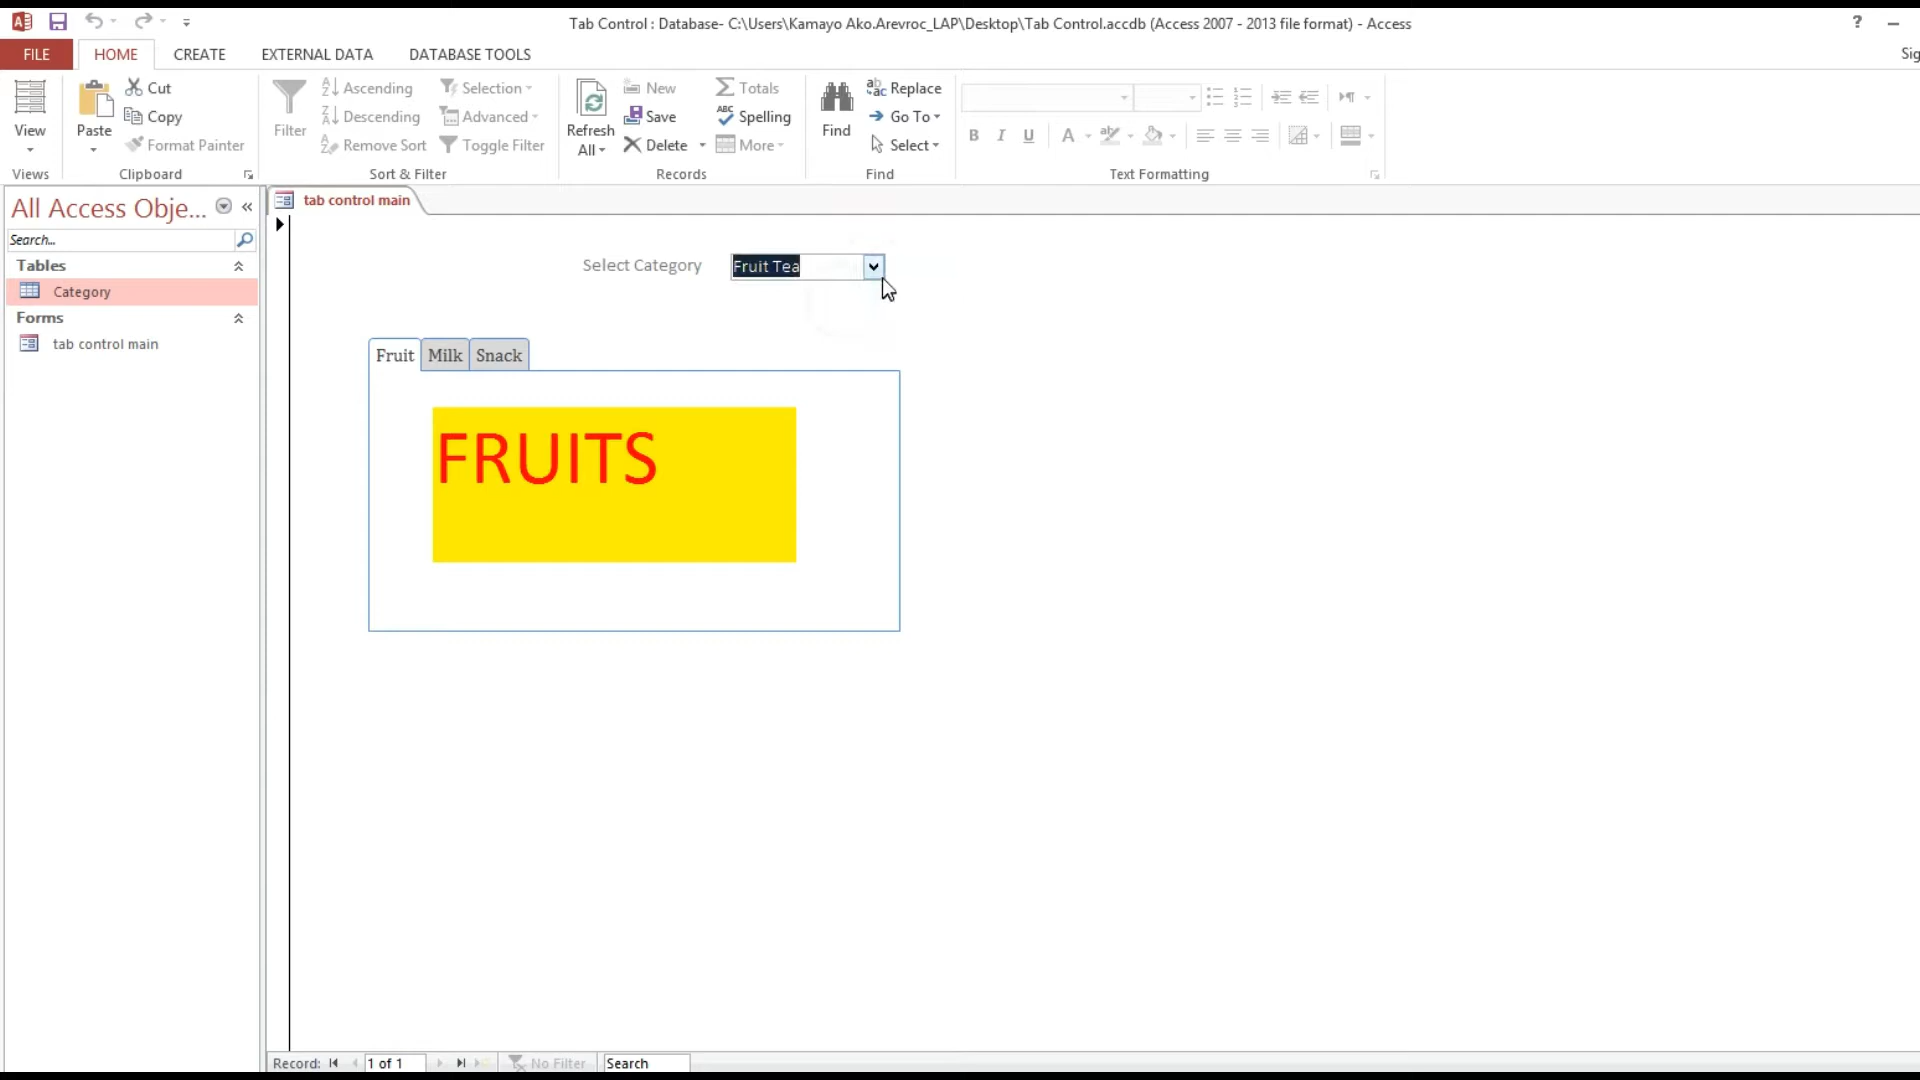 Tab Control : Database- C:\Users\Kamayo Ako.Arevroc_LAP\Desktop\Tab Control.accdb (Access 2007 - 2013 file format) - Access
?
FILE HOME CREATE EXTERNAL DATA DATABASE TOOLS Sig
View
Paste
Cut
Copy
Format Painter
Filter
Ascending
Descending
Remove Sort
Selection
Advanced
Toggle Filter
Refresh
All
New
Save
Delete
Totals
Spelling
More
Find
Replace
Go To
Select
B I U A
Views Clipboard Sort & Filter Records Find Text Formatting
All Access Obje...
Search...
Tables
Category
Forms
tab control main
tab control main
Select Category Fruit Tea
Fruit Milk Snack
FRUITS
Record: 1 of 1 No Filter Search